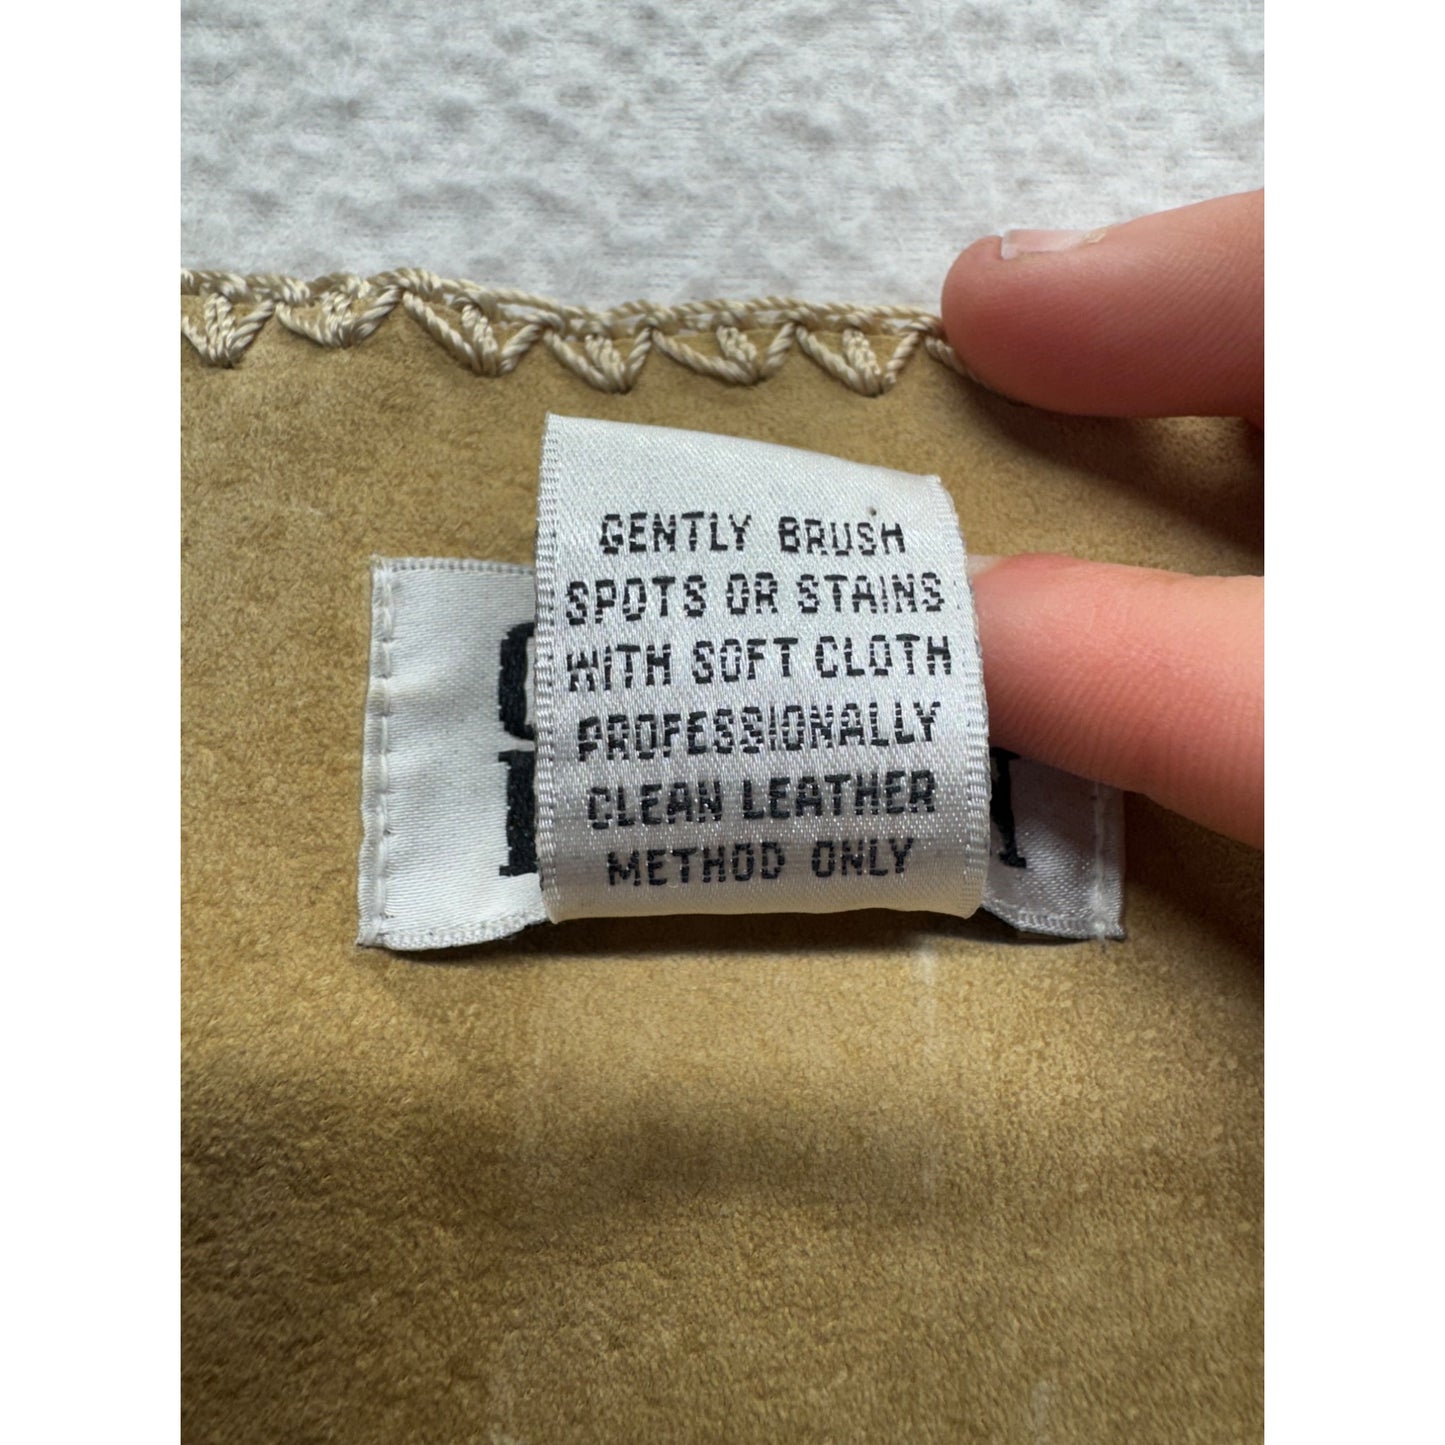 GENTLY BRUSH
SPOTS OR STAINS
WITH SOFT CLOTH
PROFESSIONALLY
CLEAN LEATHER
METHOD ONLY